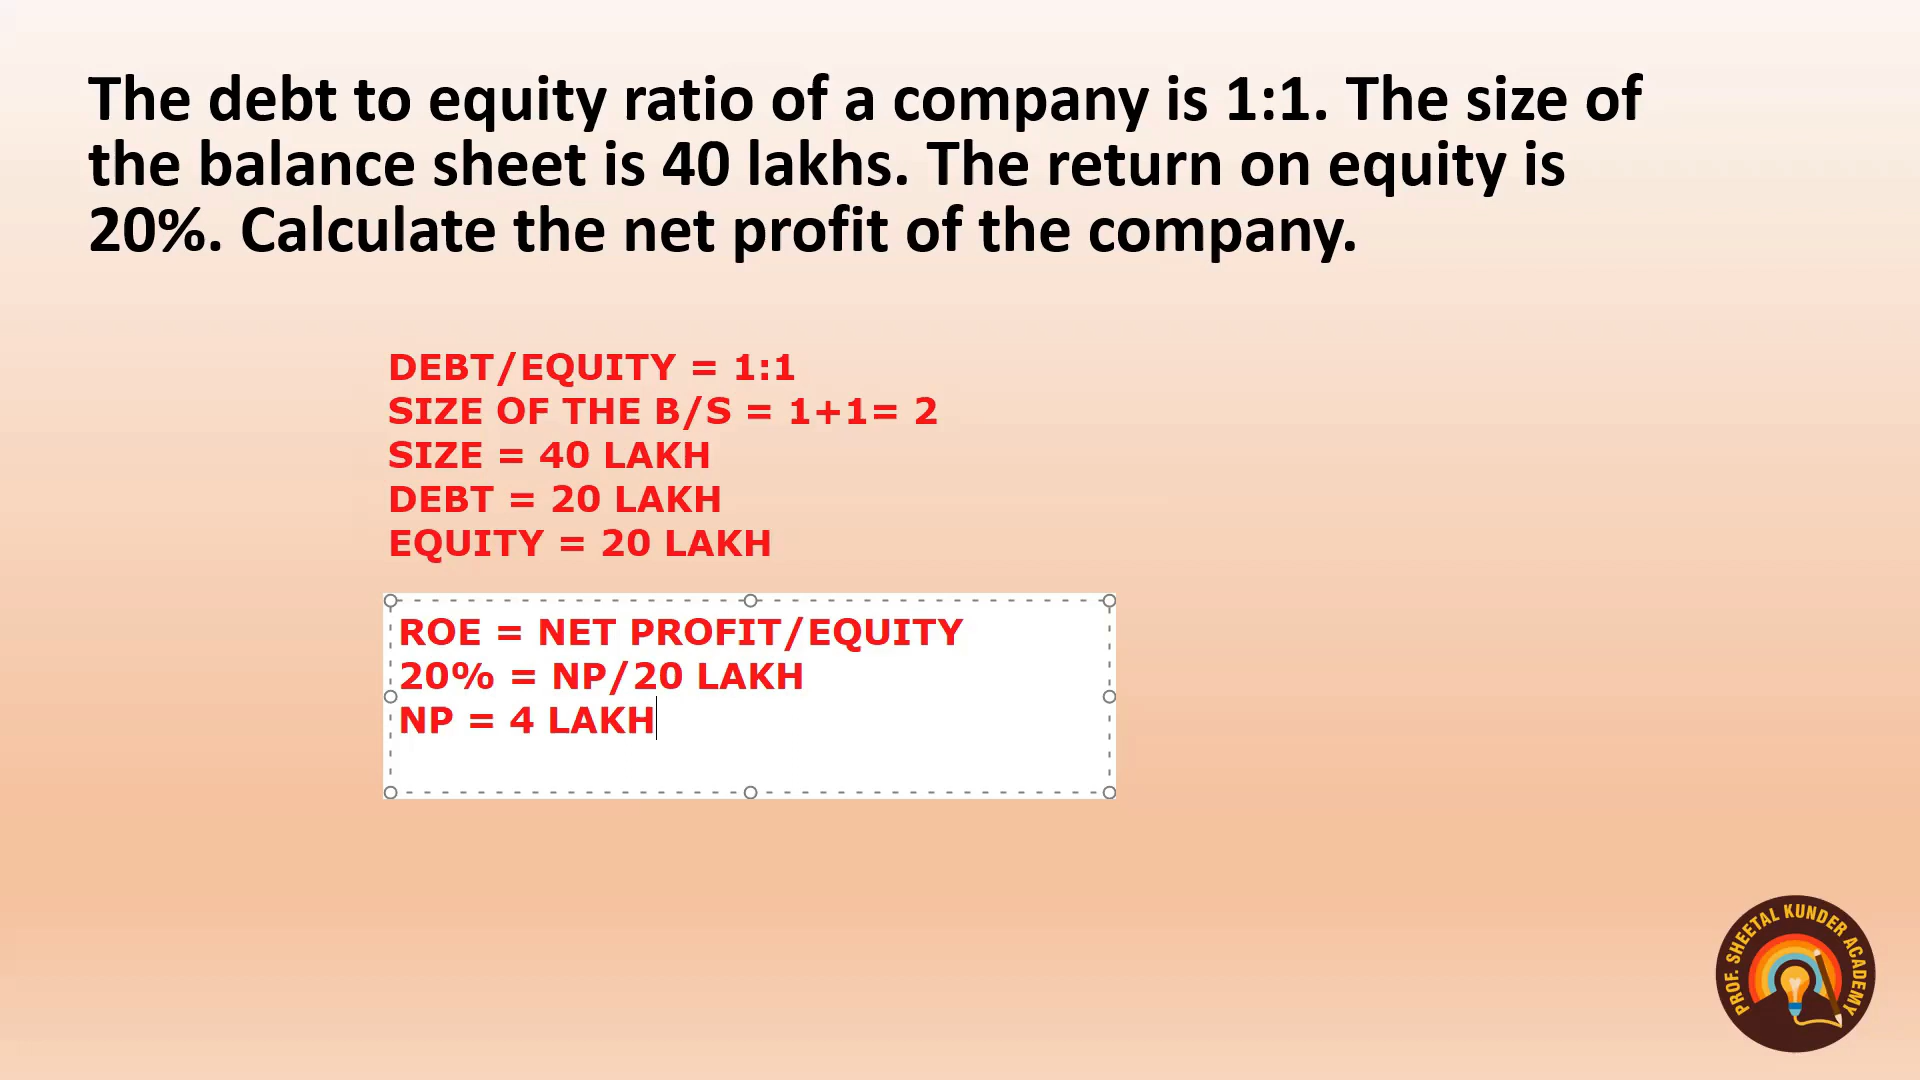 The debt to equity ratio of a company is 1:1. The size of
the balance sheet is 40 lakhs. The return on equity is
20%. Calculate the net profit of the company.
DEBT/EQUITY = 1:1
SIZE OF THE B/S = 1+1= 2
SIZE = 40 LAKH
DEBT = 20 LAKH
EQUITY = 20 LAKH
ROE = NET PROFIT/EQUITY
20% = NP/20 LAKH
NP = 4 LAKH
PROF. SHEETAL KUNDER ACADEMY